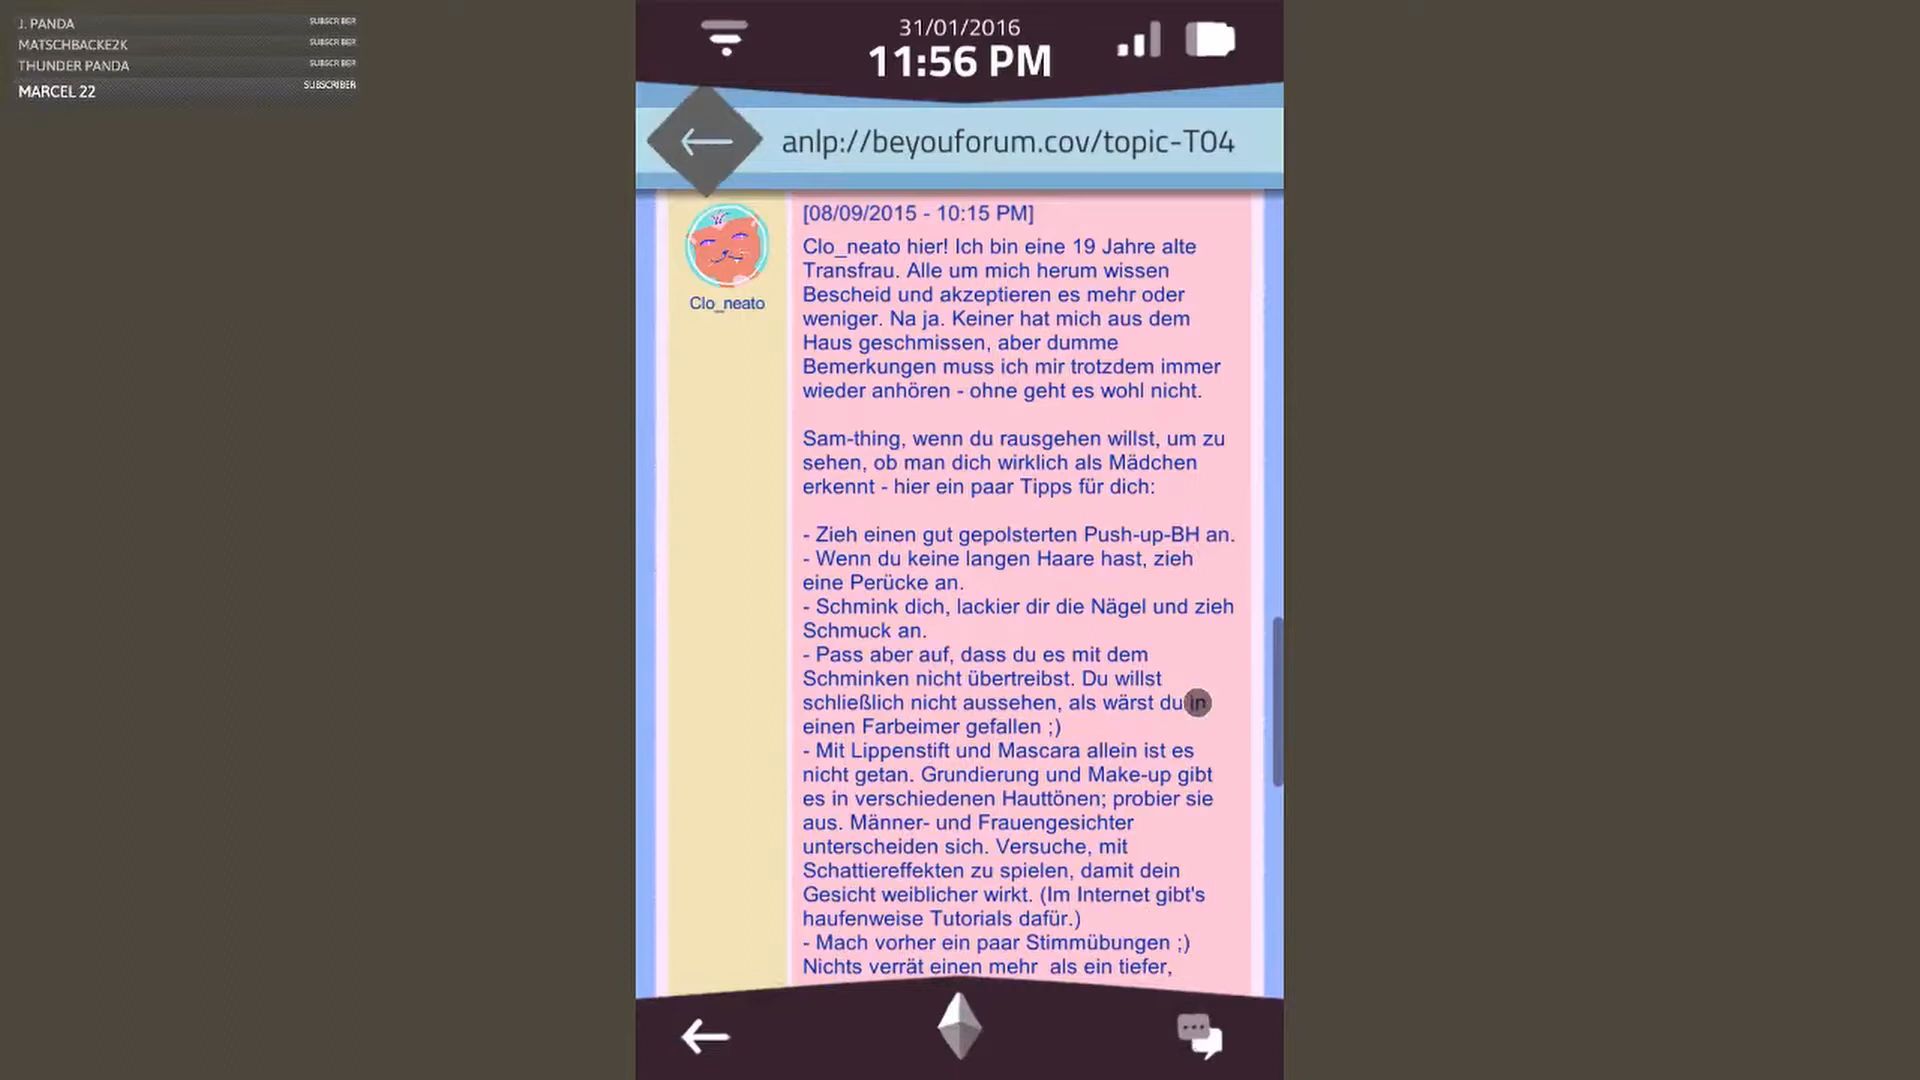 J. PANDA SUBSCRIBER
MATSCHBACKE2K SUBSCRIBER
THUNDER PANDA SUBSCRIBER
MARCEL 22 SUBSCRIBER
31/01/2016
11:56 PM
anlp://beyouforum.cov/topic-T04
Clo_neato
[08/09/2015 - 10:15 PM]
Clo_neato hier! Ich bin eine 19 Jahre alte
Transfrau. Alle um mich herum wissen
Bescheid und akzeptieren es mehr oder
weniger. Na ja. Keiner hat mich aus dem
Haus geschmissen, aber dumme
Bemerkungen muss ich mir trotzdem immer
wieder anhören - ohne geht es wohl nicht.
Sam-thing, wenn du rausgehen willst, um zu
sehen, ob man dich wirklich als Mädchen
erkennt - hier ein paar Tipps für dich:
- Zieh einen gut gepolsterten Push-up-BH an.
- Wenn du keine langen Haare hast, zieh
eine Perücke an.
- Schmink dich, lackier dir die Nägel und zieh
Schmuck an.
- Pass aber auf, dass du es mit dem
Schminken nicht übertreibst. Du willst
schließlich nicht aussehen, als wärst du in
einen Farbeimer gefallen ;)
- Mit Lippenstift und Mascara allein ist es
nicht getan. Grundierung und Make-up gibt
es in verschiedenen Hauttönen; probier sie
aus. Männer- und Frauengesichter
unterscheiden sich. Versuche, mit
Schattiereffekten zu spielen, damit dein
Gesicht weiblicher wirkt. (Im Internet gibt's
haufenweise Tutorials dafür.)
- Mach vorher ein paar Stimmübungen ;)
Nichts verrät einen mehr  als ein tiefer,